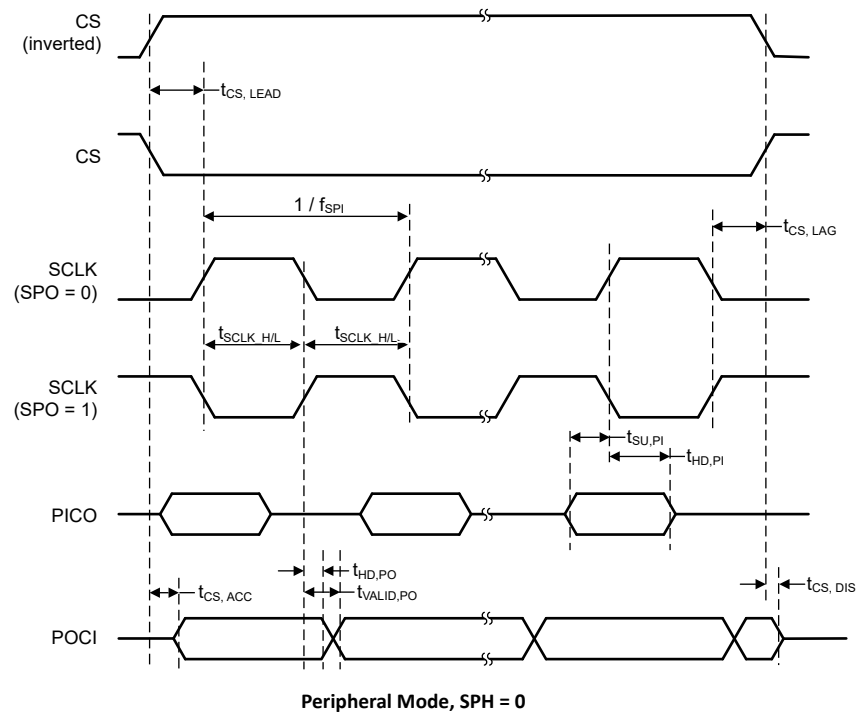 CS
(inverted)
tCS, LEAD
CS
1 / fSPI
tCS, LAG
SCLK
(SPO = 0)
tSCLK_H/L
tSCLK_H/L
SCLK
(SPO = 1)
tSU,PI
tHD,PI
PICO
tHD,PO
tVALID,PO
tCS, ACC
tCS, DIS
POCI
Peripheral Mode, SPH = 0